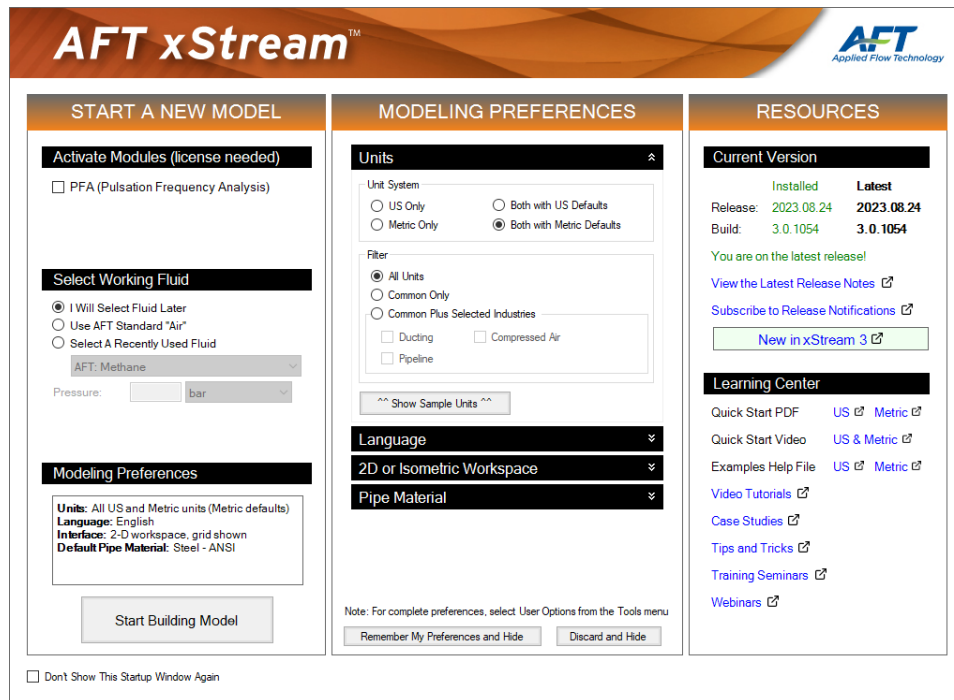 AFT xStream™
AFT
Applied Flow Technology
START A NEW MODEL
Activate Modules (license needed)
PFA (Pulsation Frequency Analysis)
Select Working Fluid
I Will Select Fluid Later
Use AFT Standard "Air"
Select A Recently Used Fluid
AFT: Methane
Pressure:
bar
Modeling Preferences
Units: All US and Metric units (Metric defaults)
Language: English
Interface: 2-D workspace, grid shown
Default Pipe Material: Steel - ANSI
Start Building Model
Don't Show This Startup Window Again
MODELING PREFERENCES
Units
Unit System
US Only
Both with US Defaults
Metric Only
Both with Metric Defaults
Filter
All Units
Common Only
Common Plus Selected Industries
Ducting
Compressed Air
Pipeline
^^ Show Sample Units ^^
Language
2D or Isometric Workspace
Pipe Material
Note: For complete preferences, select User Options from the Tools menu
Remember My Preferences and Hide
Discard and Hide
RESOURCES
Current Version
Installed Latest
Release: 2023.08.24 2023.08.24
Build: 3.0.1054 3.0.1054
You are on the latest release!
View the Latest Release Notes
Subscribe to Release Notifications
New in xStream 3
Learning Center
Quick Start PDF US Metric
Quick Start Video US & Metric
Examples Help File US Metric
Video Tutorials
Case Studies
Tips and Tricks
Training Seminars
Webinars